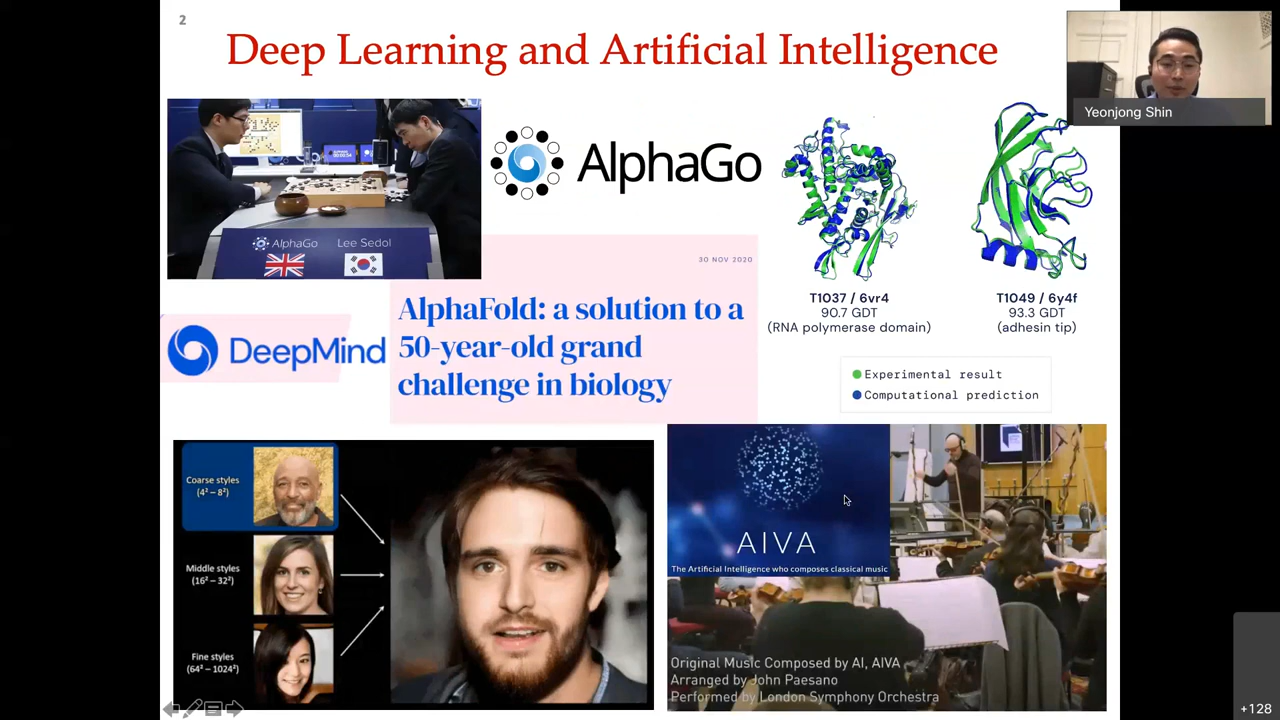 2
Deep Learning and Artificial Intelligence
Yeonjong Shin
AlphaGo
Lee Sedol
AlphaGo
30 NOV 2020
AlphaFold: a solution to a
50-year-old grand
challenge in biology
DeepMind
T1037 / 6vr4
90.7 GDT
(RNA polymerase domain)
T1049 / 6y4f
93.3 GDT
(adhesin tip)
Experimental result
Computational prediction
Coarse styles
(4² – 8²)
Middle styles
(16² – 32²)
Fine styles
(64² – 1024²)
AIVA
The Artificial Intelligence who composes classical music
Original Music Composed by AI, AIVA
Arranged by John Paesano
Performed by London Symphony Orchestra
+128